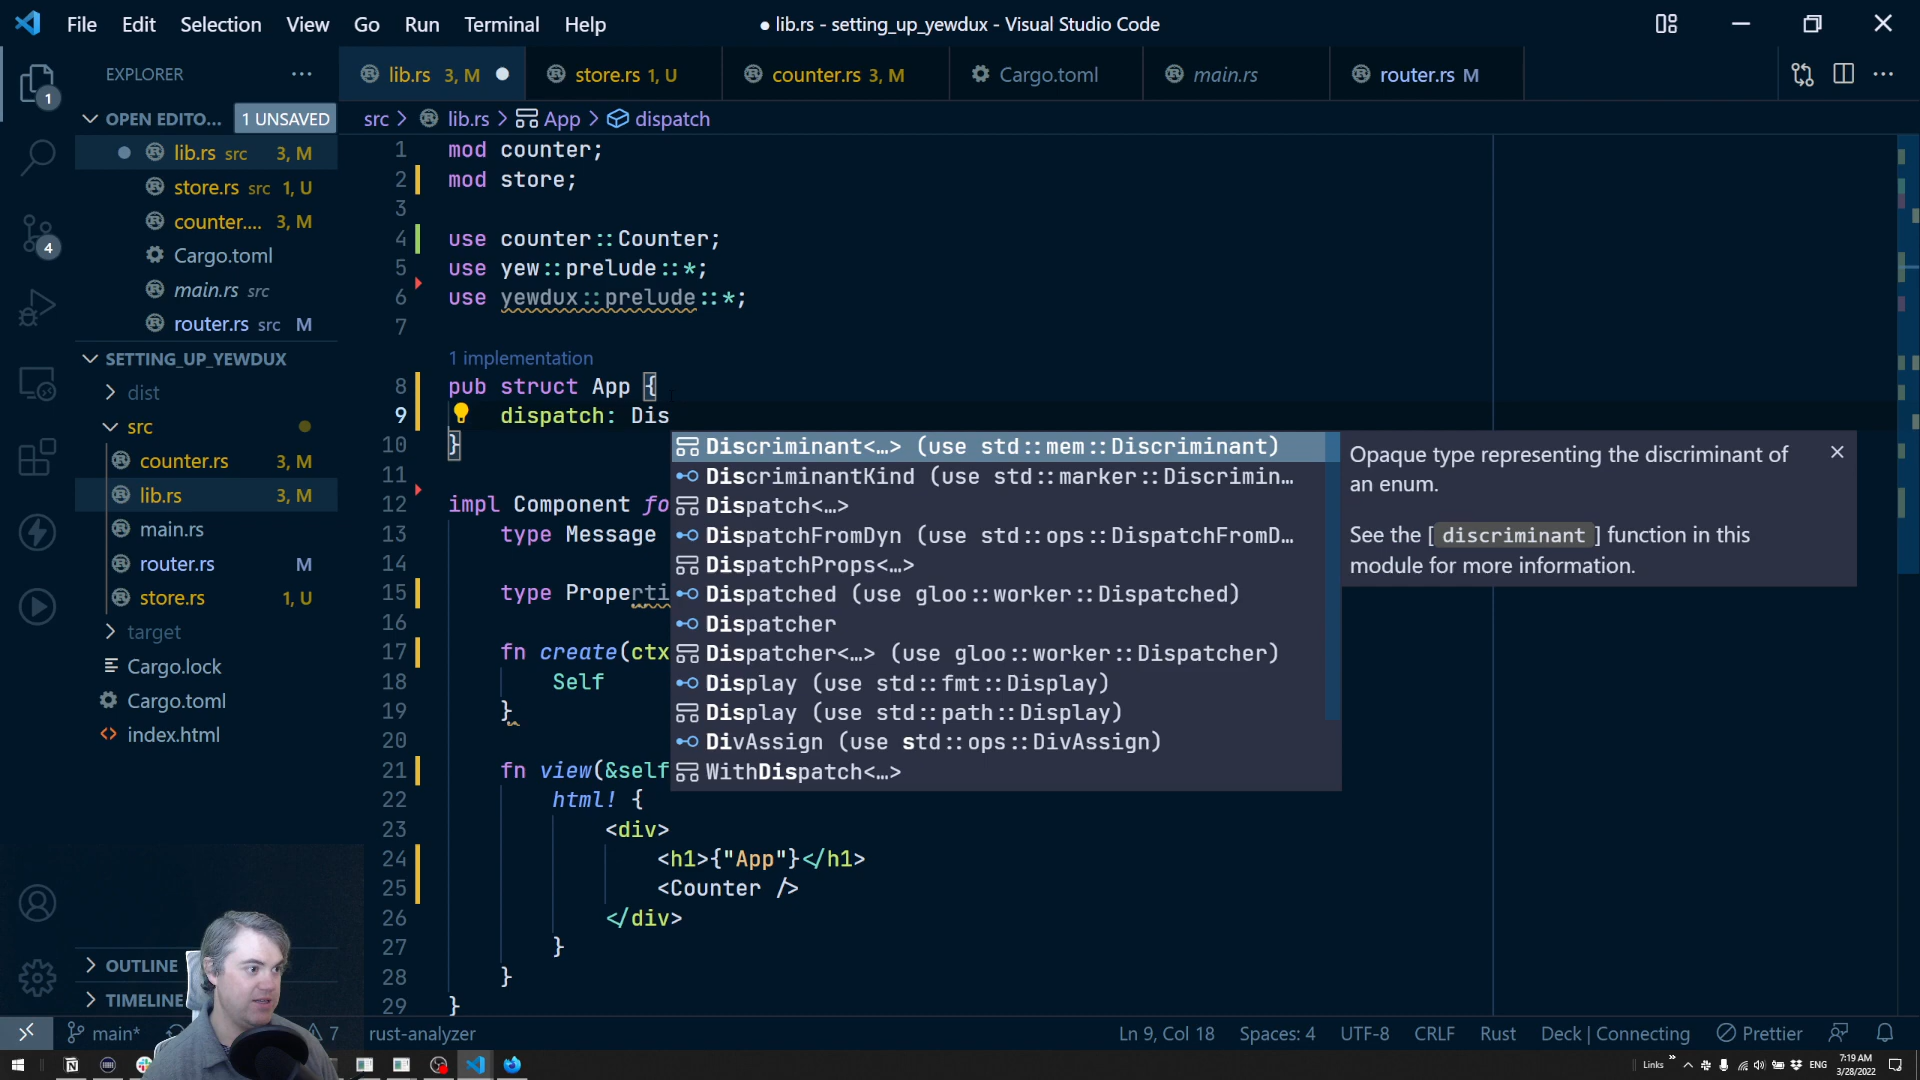 File Edit Selection View Go Run Terminal Help
● lib.rs - setting_up_yewdux - Visual Studio Code
EXPLORER
lib.rs 3, M
store.rs 1, U
counter.rs 3, M
Cargo.toml
main.rs
router.rs M
OPEN EDITO... 1 UNSAVED
src > lib.rs > App > dispatch
lib.rs src 3, M
store.rs src 1, U
counter.... 3, M
Cargo.toml
main.rs src
router.rs src M
SETTING_UP_YEWDUX
dist
src
counter.rs 3, M
lib.rs 3, M
main.rs
router.rs M
store.rs 1, U
target
Cargo.lock
Cargo.toml
index.html
OUTLINE
TIMELINE
1 mod counter;
2 mod store;
3
4 use counter::Counter;
5 use yew::prelude::*;
6 use yewdux::prelude::*;
7
1 implementation
8 pub struct App {
9 dispatch: Dis
10 }
11
12 impl Component fo
13 type Message
14
15 type Properti
16
17 fn create(ctx
18 Self
19 }
20
21 fn view(&self
22 html! {
23 <div>
24 <h1>{"App"}</h1>
25 <Counter />
26 </div>
27 }
28 }
29 }
Discriminant<…> (use std::mem::Discriminant)
DiscriminantKind (use std::marker::Discrimin...
Dispatch<…>
DispatchFromDyn (use std::ops::DispatchFromD...
DispatchProps<…>
Dispatched (use gloo::worker::Dispatched)
Dispatcher
Dispatcher<…> (use gloo::worker::Dispatcher)
Display (use std::fmt::Display)
Display (use std::path::Display)
DivAssign (use std::ops::DivAssign)
WithDispatch<…>
Opaque type representing the discriminant of
an enum.
See the [ discriminant ] function in this
module for more information.
1
4
main* 7 rust-analyzer
Ln 9, Col 18 Spaces: 4 UTF-8 CRLF Rust Deck | Connecting Prettier
Links » ENG 7:19 AM
3/28/2022